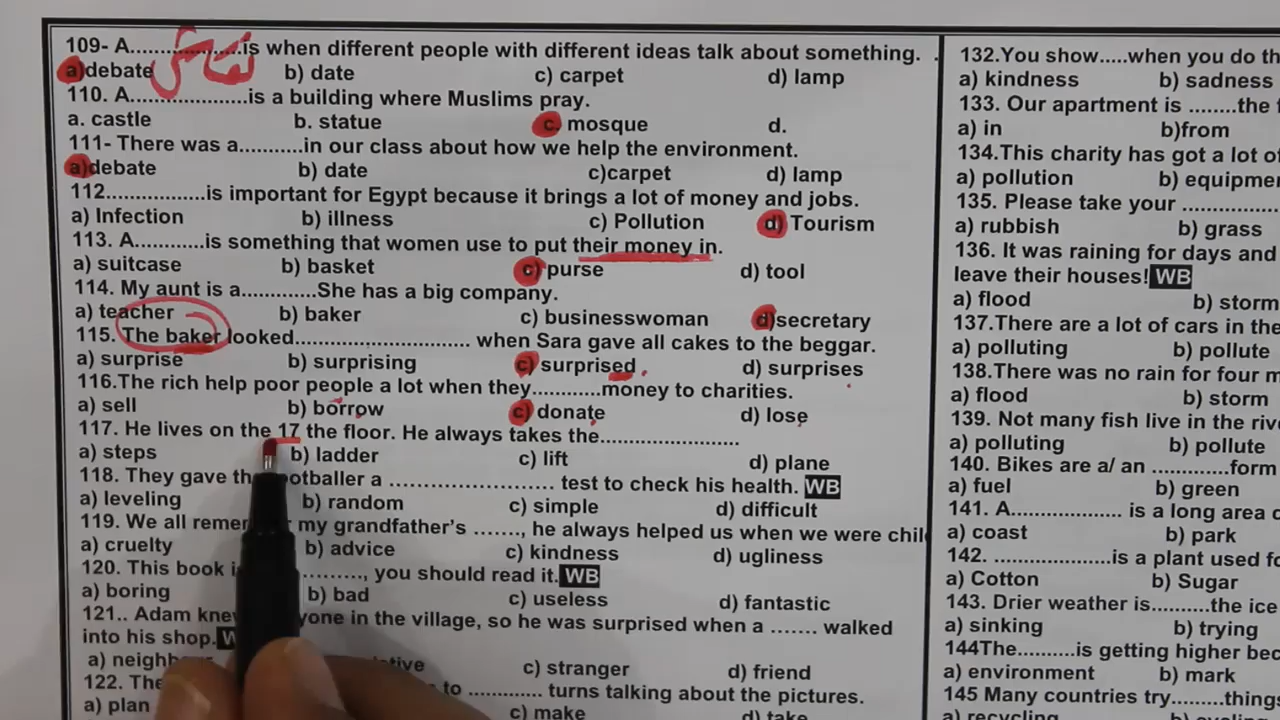 109- A....................is when different people with different ideas talk about something.
نقاش
a)debate b) date c) carpet d) lamp
110. A....................is a building where Muslims pray.
a. castle b. statue c. mosque d.
111- There was a..........in our class about how we help the environment.
a)debate b) date c)carpet d) lamp
112.................is important for Egypt because it brings a lot of money and jobs.
a) Infection b) illness c) Pollution d) Tourism
113. A............is something that women use to put their money in.
a) suitcase b) basket c) purse d) tool
114. My aunt is a.............She has a big company.
a) teacher b) baker c) businesswoman d)secretary
115. The baker looked............................ when Sara gave all cakes to the beggar.
a) surprise b) surprising c) surprised d) surprises
116.The rich help poor people a lot when they............money to charities.
a) sell b) borrow c) donate d) lose
117. He lives on the 17 the floor. He always takes the........................
a) steps b) ladder c) lift d) plane
118. They gave the footballer a ............................ test to check his health. WB
a) leveling b) random c) simple d) difficult
119. We all remember my grandfather's ......., he always helped us when we were
a) cruelty b) advice c) kindness d) ugliness
120. This book ..........., you should read it. WB
a) boring b) bad c) useless d) fantastic
121.. Adam knew in the village, so he was surprised when a ....... walked
into his shop.
a) c) stranger d) friend
122. to ............ turns talking about the pictures.
a) plan c) make d) take
132.You show.....when you do
a) kindness b) sadness
133. Our apartment is ........the
a) in b)from
134.This charity has got a lot of
a) pollution b)
135. Please take your .................
a) rubbish b) grass
136. It was raining for days and
leave their houses! WB
a) flood b) storm
137.There are a lot of cars in the
a) polluting b) pollute
138.There was no rain for four
a) flood b) storm
139. Not many fish live in the
a) polluting b) pollute
140. Bikes are a/ an ............form
a) fuel b) green
141. A.................... is a long area
a) coast b) park
142. ....................is a plant used
a) Cotton b) Sugar
143. Drier weather is..........the ice
a) sinking b) trying
144The..........is getting higher
a) environment b) mark
145 Many countries try.........things
a) recycling